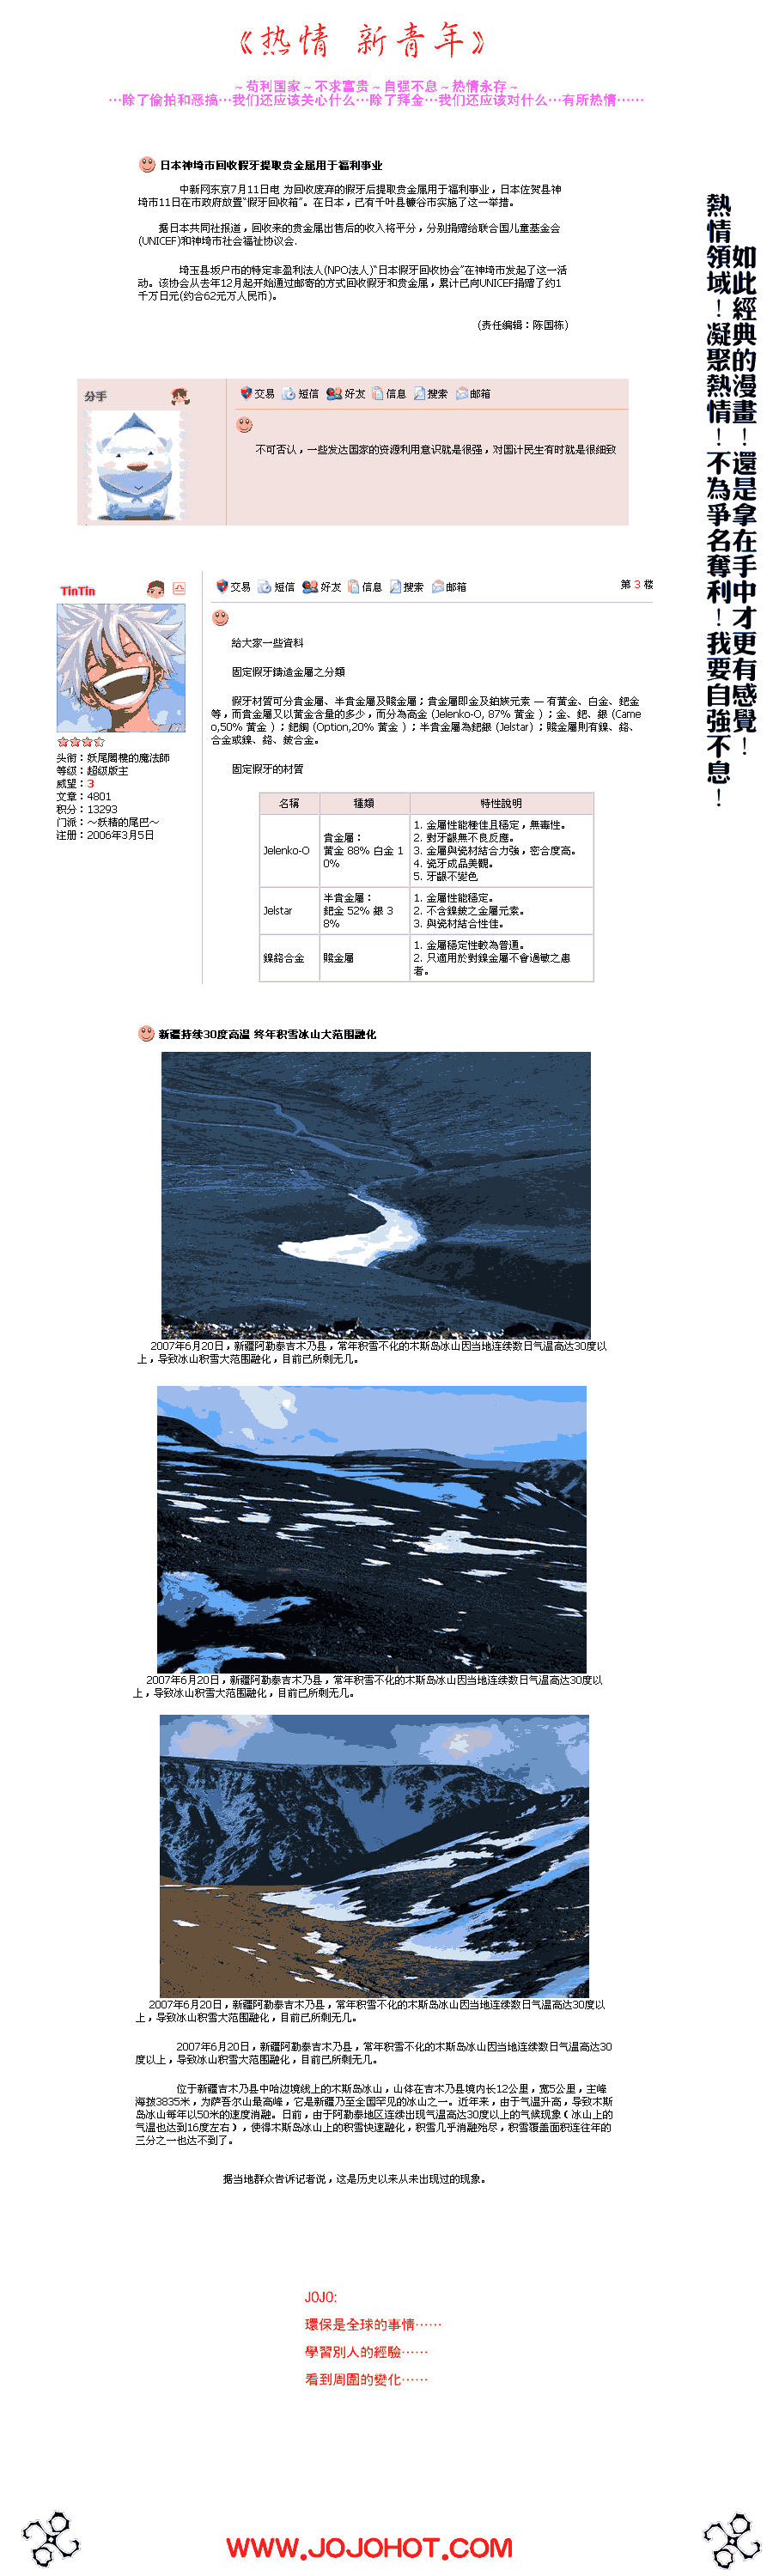 《热情 新青年》
～苟利国家～不求富贵～自强不息～热情永存～
…除了偷拍和恶搞…我们还应该关心什么…除了拜金…我们还应该对什么…有所热情……
日本神埼市回收假牙提取贵金属用于福利事业
中新网东京7月11日电 为回收废弃的假牙后提取贵金属用于福利事业，日本佐贺县神
埼市11日在市政府放置“假牙回收箱”。在日本，已有千叶县镰谷市实施了这一举措。
据日本共同社报道，回收来的贵金属出售后的收入将平分，分别捐赠给联合国儿童基金会
(UNICEF)和神埼市社会福祉协议会.
埼玉县坂户市的特定非盈利法人(NPO法人)“日本假牙回收协会”在神埼市发起了这一活
动。该协会从去年12月起开始通过邮寄的方式回收假牙和贵金属，累计已向UNICEF捐赠了约1
千万日元(约合62元万人民币)。
(责任编辑：陈国栋)
分手
交易 短信 好友 信息 搜索 邮箱
不可否认，一些发达国家的资源利用意识就是很强，对国计民生有时就是很细致
TinTin
头衔：妖尾閣樓的魔法師
等级：超级版主
威望：3
文章：4801
积分：13293
门派：～妖精的尾巴～
注册：2006年3月5日
交易 短信 好友 信息 搜索 邮箱
第 3 楼
給大家一些資料
固定假牙鑄造金屬之分類
假牙材質可分貴金屬、半貴金屬及賤金屬；貴金屬即金及鉑族元素 — 有黃金、白金、鈀金
等，而貴金屬又以黃金含量的多少，而分為高金 (Jelenko-O, 87% 黃金 )；金、鈀、銀 (Came
o,50% 黃金 )；鈀銅 (Option,20% 黃金 )；半貴金屬為鈀銀 (Jelstar)；賤金屬則有鎳、鉻、
合金或鎳、鉻、鈹合金。
固定假牙的材質
名稱 種類 特性說明
Jelenko-O
貴金屬：
黃金 88% 白金 1
0%
1. 金屬性能極佳且穩定，無毒性。
2. 對牙齦無不良反應。
3. 金屬與瓷材結合力強，密合度高。
4. 瓷牙成品美觀。
5. 牙齦不變色
Jelstar
半貴金屬：
鈀金 52% 銀 3
8%
1. 金屬性能穩定。
2. 不含鎳鈹之金屬元素。
3. 與瓷材結合性佳。
鎳鉻合金
賤金屬
1. 金屬穩定性較為普通。
2. 只適用於對鎳金屬不會過敏之患
者。
新疆持续30度高温 终年积雪冰山大范围融化
2007年6月20日，新疆阿勒泰吉木乃县，常年积雪不化的木斯岛冰山因当地连续数日气温高达30度以
上，导致冰山积雪大范围融化，目前已所剩无几。
2007年6月20日，新疆阿勒泰吉木乃县，常年积雪不化的木斯岛冰山因当地连续数日气温高达30度以
上，导致冰山积雪大范围融化，目前已所剩无几。
2007年6月20日，新疆阿勒泰吉木乃县，常年积雪不化的木斯岛冰山因当地连续数日气温高达30度以
上，导致冰山积雪大范围融化，目前已所剩无几。
2007年6月20日，新疆阿勒泰吉木乃县，常年积雪不化的木斯岛冰山因当地连续数日气温高达30
度以上，导致冰山积雪大范围融化，目前已所剩无几。
位于新疆吉木乃县中哈边境线上的木斯岛冰山，山体在吉木乃县境内长12公里，宽5公里，主峰
海拔3835米，为萨吾尔山最高峰，它是新疆乃至全国罕见的冰山之一。近年来，由于气温升高，导致木斯
岛冰山每年以50米的速度消融。日前，由于阿勒泰地区连续出现气温高达30度以上的气候现象（冰山上的
气温也达到16度左右），使得木斯岛冰山上的积雪快速融化，积雪几乎消融殆尽，积雪覆盖面积连往年的
三分之一也达不到了。
据当地群众告诉记者说，这是历史以来从未出现过的现象。
JOJO:
環保是全球的事情……
學習別人的經驗……
看到周圍的變化……
如此經典的漫畫！還是拿在手中才更有感覺！
熱情領域！凝聚熱情！不為爭名奪利！我要自強不息！
WWW.JOJOHOT.COM